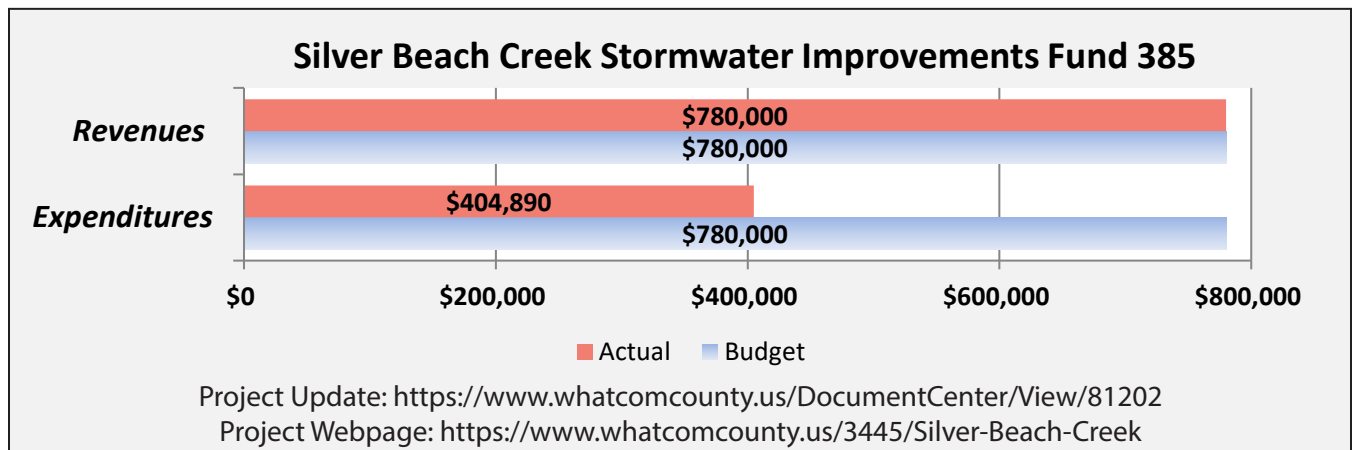 Silver Beach Creek Stormwater Improvements Fund 385
Revenues
$780,000
$780,000
Expenditures
$404,890
$780,000
$0 $200,000 $400,000 $600,000 $800,000
Actual Budget
Project Update: https://www.whatcomcounty.us/DocumentCenter/View/81202
Project Webpage: https://www.whatcomcounty.us/3445/Silver-Beach-Creek